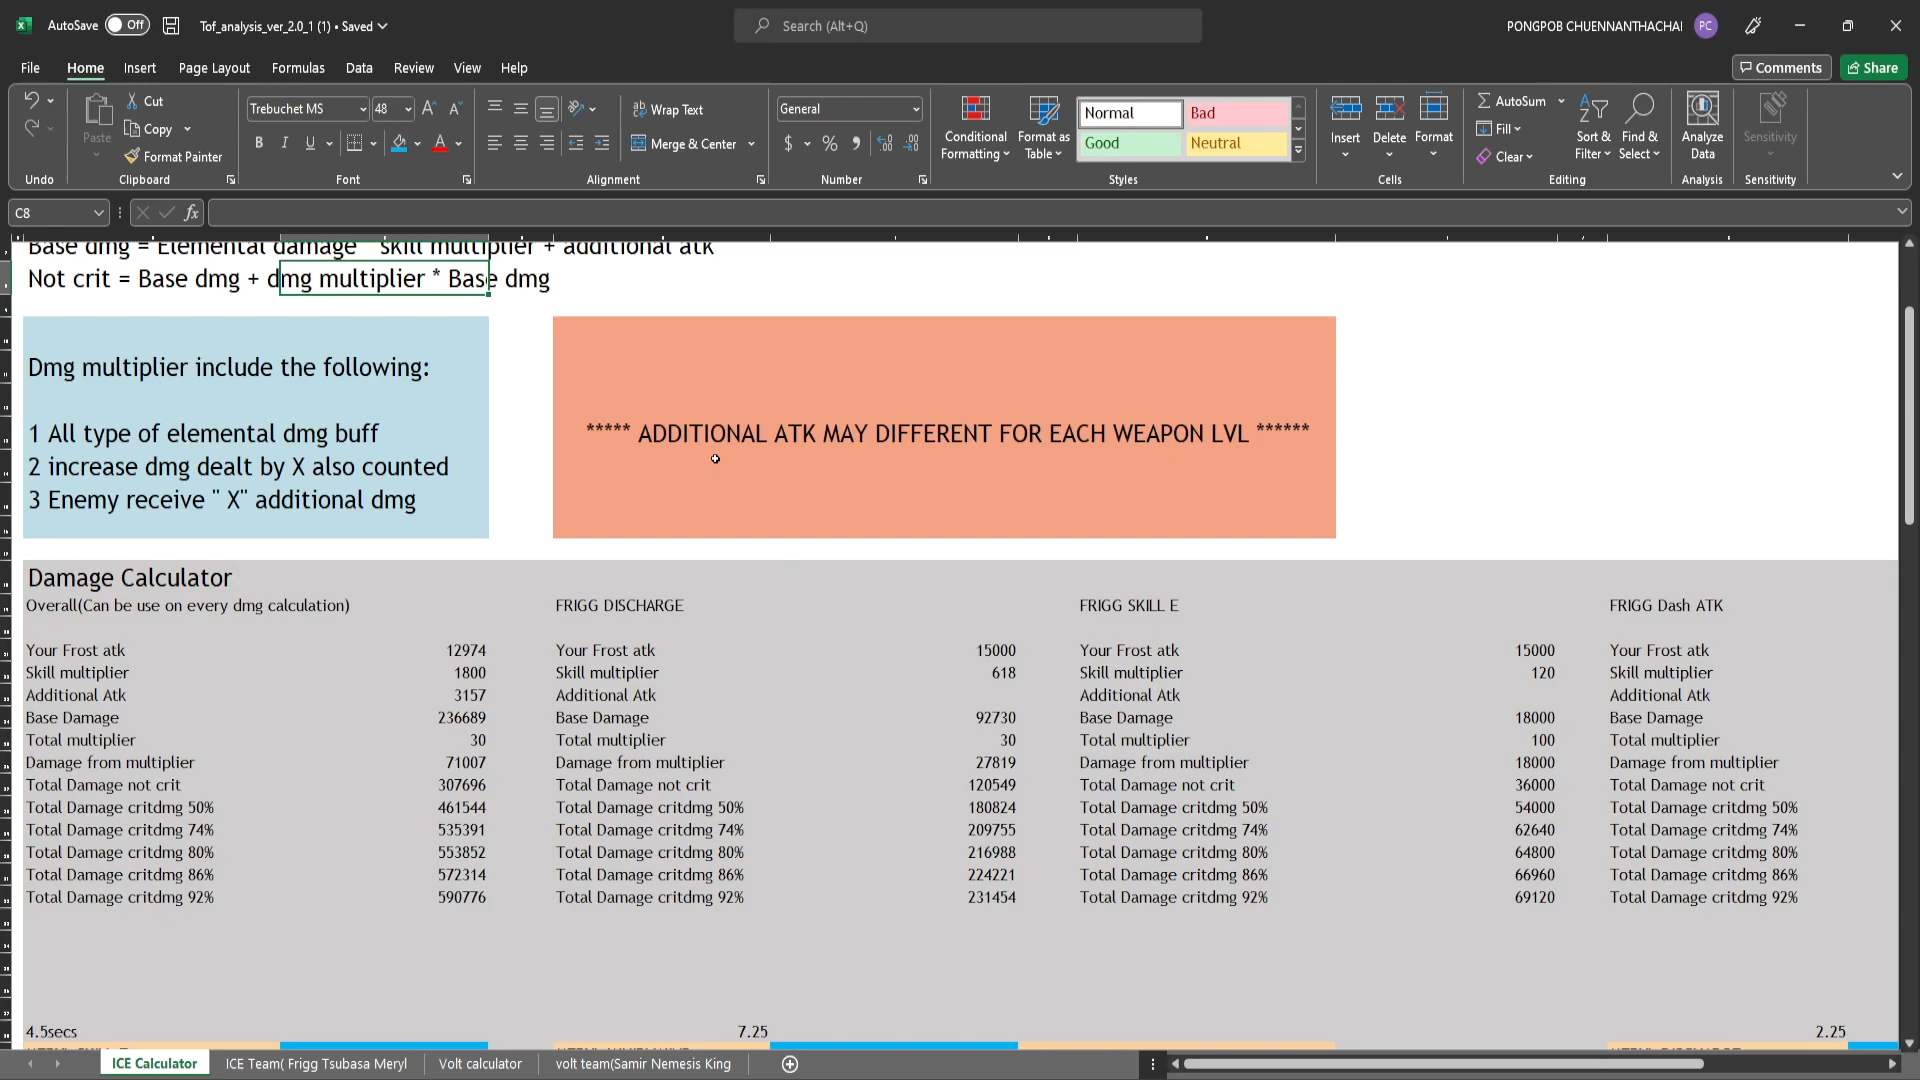 AutoSave Off Tof_analysis_ver_2.0_1 (1) • Saved Search (Alt+Q) PONGPOB CHUENNANTHACHAI PC
File Home Insert Page Layout Formulas Data Review View Help Comments Share
Undo
Paste Cut Copy Format Painter
Clipboard
Trebuchet MS 48 A A
B I U A
Font
Wrap Text
Merge & Center
Alignment
General
$ % ,
Number
Conditional Formatting Format as Table
Normal Bad
Good Neutral
Styles
Insert Delete Format
Cells
AutoSum Fill Clear Sort & Filter Find & Select
Editing
Analyze Data
Analysis
Sensitivity
Sensitivity
C8 fx
Base dmg = Elemental damage * skill multiplier + additional atk
Not crit = Base dmg + dmg multiplier * Base dmg
Dmg multiplier include the following:
1 All type of elemental dmg buff
2 increase dmg dealt by X also counted
3 Enemy receive " X" additional dmg
***** ADDITIONAL ATK MAY DIFFERENT FOR EACH WEAPON LVL ******
Damage Calculator
Overall(Can be use on every dmg calculation) FRIGG DISCHARGE FRIGG SKILL E FRIGG Dash ATK
Your Frost atk 12974 Your Frost atk 15000 Your Frost atk 15000 Your Frost atk
Skill multiplier 1800 Skill multiplier 618 Skill multiplier 120 Skill multiplier
Additional Atk 3157 Additional Atk Additional Atk Additional Atk
Base Damage 236689 Base Damage 92730 Base Damage 18000 Base Damage
Total multiplier 30 Total multiplier 30 Total multiplier 100 Total multiplier
Damage from multiplier 71007 Damage from multiplier 27819 Damage from multiplier 18000 Damage from multiplier
Total Damage not crit 307696 Total Damage not crit 120549 Total Damage not crit 36000 Total Damage not crit
Total Damage critdmg 50% 461544 Total Damage critdmg 50% 180824 Total Damage critdmg 50% 54000 Total Damage critdmg 50%
Total Damage critdmg 74% 535391 Total Damage critdmg 74% 209755 Total Damage critdmg 74% 62640 Total Damage critdmg 74%
Total Damage critdmg 80% 553852 Total Damage critdmg 80% 216988 Total Damage critdmg 80% 64800 Total Damage critdmg 80%
Total Damage critdmg 86% 572314 Total Damage critdmg 86% 224221 Total Damage critdmg 86% 66960 Total Damage critdmg 86%
Total Damage critdmg 92% 590776 Total Damage critdmg 92% 231454 Total Damage critdmg 92% 69120 Total Damage critdmg 92%
4.5secs 7.25 2.25
ICE Calculator ICE Team( Frigg Tsubasa Meryl Volt calculator volt team(Samir Nemesis King